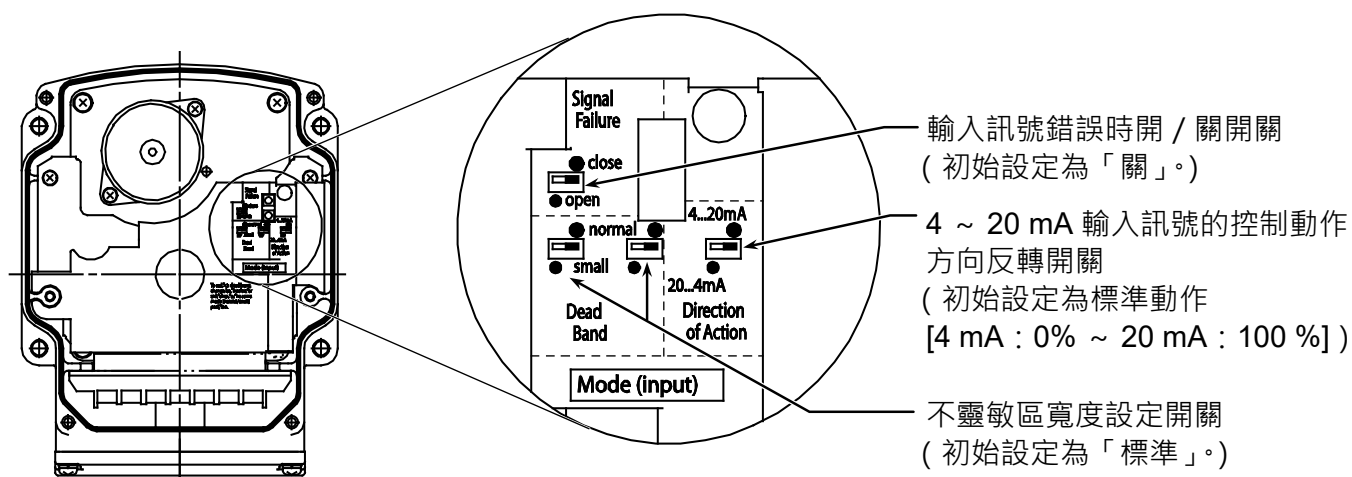 Signal
Failure
close
open
normal
small
4...20mA
20...4mA
Dead
Band
Direction
of Action
Mode (input)
Mode (input)
輸入訊號錯誤時開 / 關開關
( 初始設定為「關」。)
4 ～ 20 mA 輸入訊號的控制動作
方向反轉開關
( 初始設定為標準動作
[4 mA：0% ～ 20 mA：100 %] )
不靈敏區寬度設定開關
( 初始設定為「標準」。)